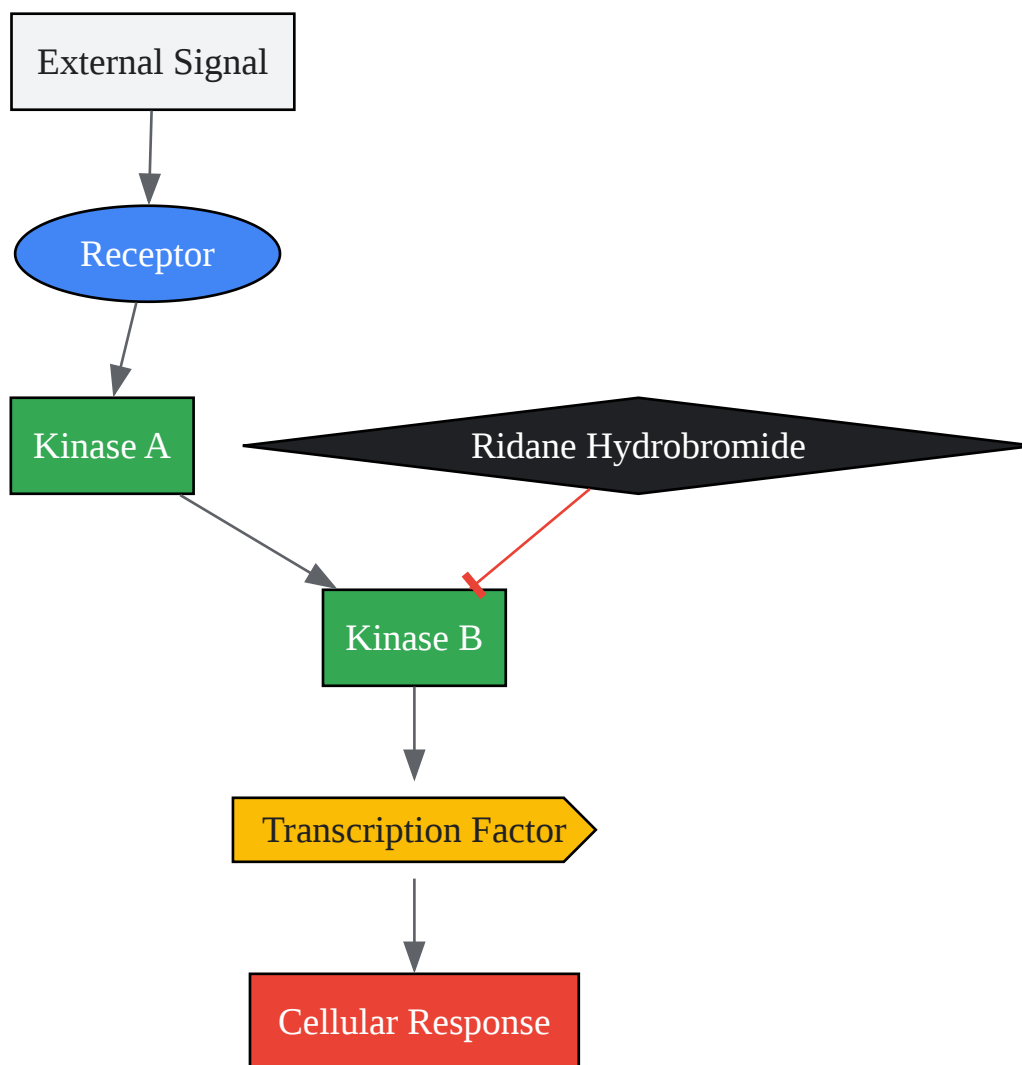 External Signal
Receptor
Kinase A
Ridane Hydrobromide
Kinase B
Transcription Factor
Cellular Response